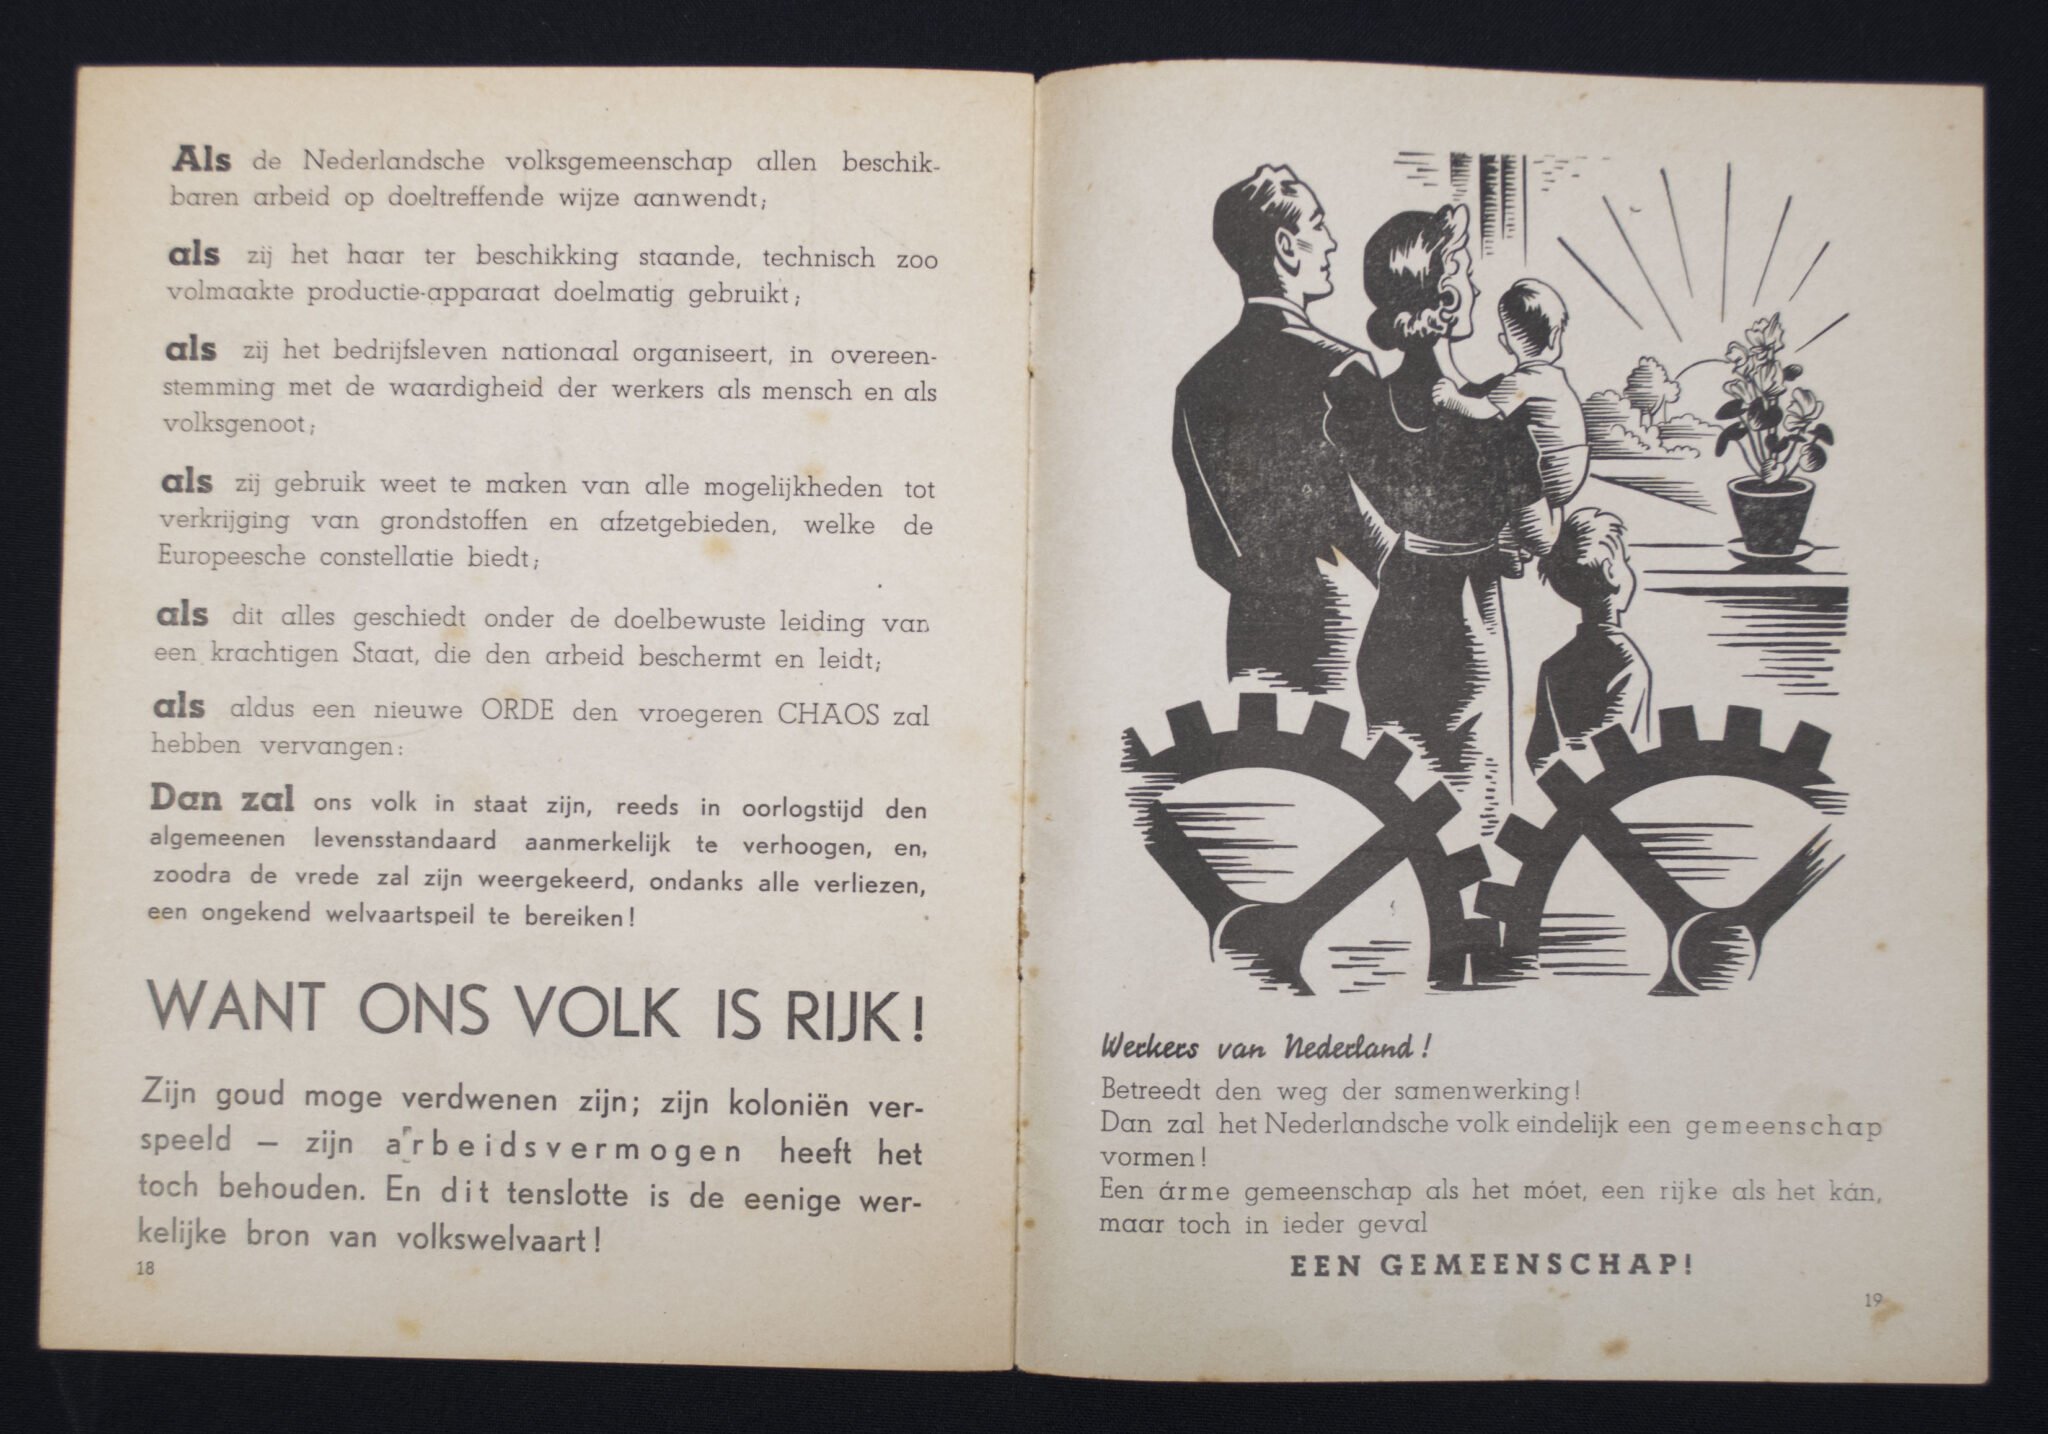 Als de Nederlandsche volksgemeenschap allen beschik-
baren arbeid op doeltreffende wijze aanwendt;
als zij het haar ter beschikking staande, technisch zoo
volmaakte productie-apparaat doelmatig gebruikt;
als zij het bedrijfsleven nationaal organiseert, in overeen-
stemming met de waardigheid der werkers als mensch en als
volksgenoot;
als zij gebruik weet te maken van alle mogelijkheden tot
verkrijging van grondstoffen en afzetgebieden, welke de
Europeesche constellatie biedt;
als dit alles geschiedt onder de doelbewuste leiding van
een krachtigen Staat, die den arbeid beschermt en leidt;
als aldus een nieuwe ORDE den vroegeren CHAOS zal
hebben vervangen:
Dan zal ons volk in staat zijn, reeds in oorlogstijd den
algemeenen levensstandaard aanmerkelijk te verhoogen, en,
zoodra de vrede zal zijn weergekeerd, ondanks alle verliezen,
een ongekend welvaartspeil te bereiken!
WANT ONS VOLK IS RIJK!
Zijn goud moge verdwenen zijn; zijn koloniën ver-
speeld — zijn arbeidsvermogen heeft het
toch behouden. En dit tenslotte is de eenige wer-
kelijke bron van volkswelvaart!
18
Werkers van Nederland!
Betreedt den weg der samenwerking!
Dan zal het Nederlandsche volk eindelijk een gemeenschap
vormen!
Een árme gemeenschap als het móet, een rijke als het kán,
maar toch in ieder geval
EEN GEMEENSCHAP!
19